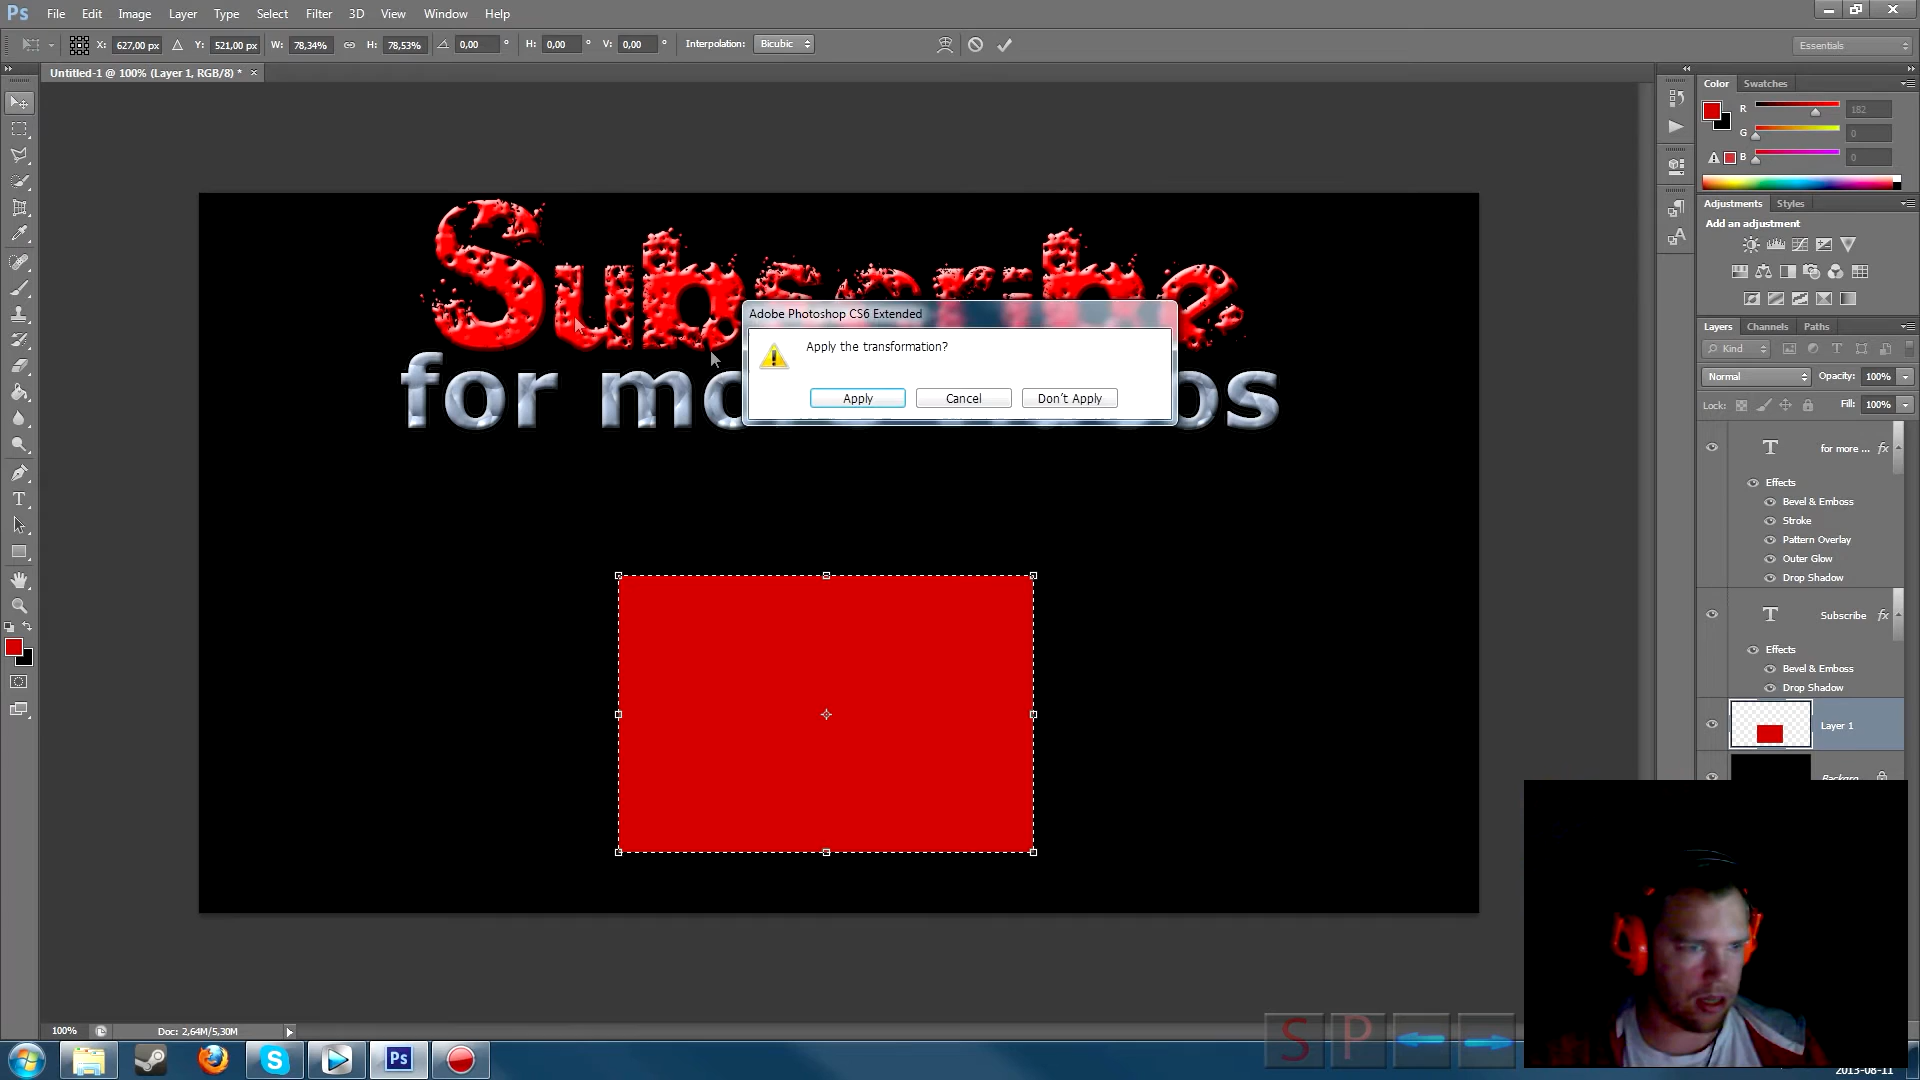 Ps File Edit Image Layer Type Select Filter 3D View Window Help
X: 627,00 px Y: 521,00 px W: 78,34% H: 78,53% 0,00 ° H: 0,00 ° V: 0,00 ° Interpolation: Bicubic Essentials
Untitled-1 @ 100% (Layer 1, RGB/8) * ×
Color Swatches
R 182
G 0
B 0
Adjustments Styles
Add an adjustment
Subscribe
for mo
os
Adobe Photoshop CS6 Extended
Apply the transformation?
Apply Cancel Don't Apply
Layers Channels Paths
Kind
Normal Opacity: 100%
Lock: Fill: 100%
T for more ... fx
Effects
Bevel & Emboss
Stroke
Pattern Overlay
Outer Glow
Drop Shadow
T Subscribe fx
Effects
Bevel & Emboss
Drop Shadow
Layer 1
T
100% Doc: 2,64M/5,30M
S P
Ps
2013-08-11